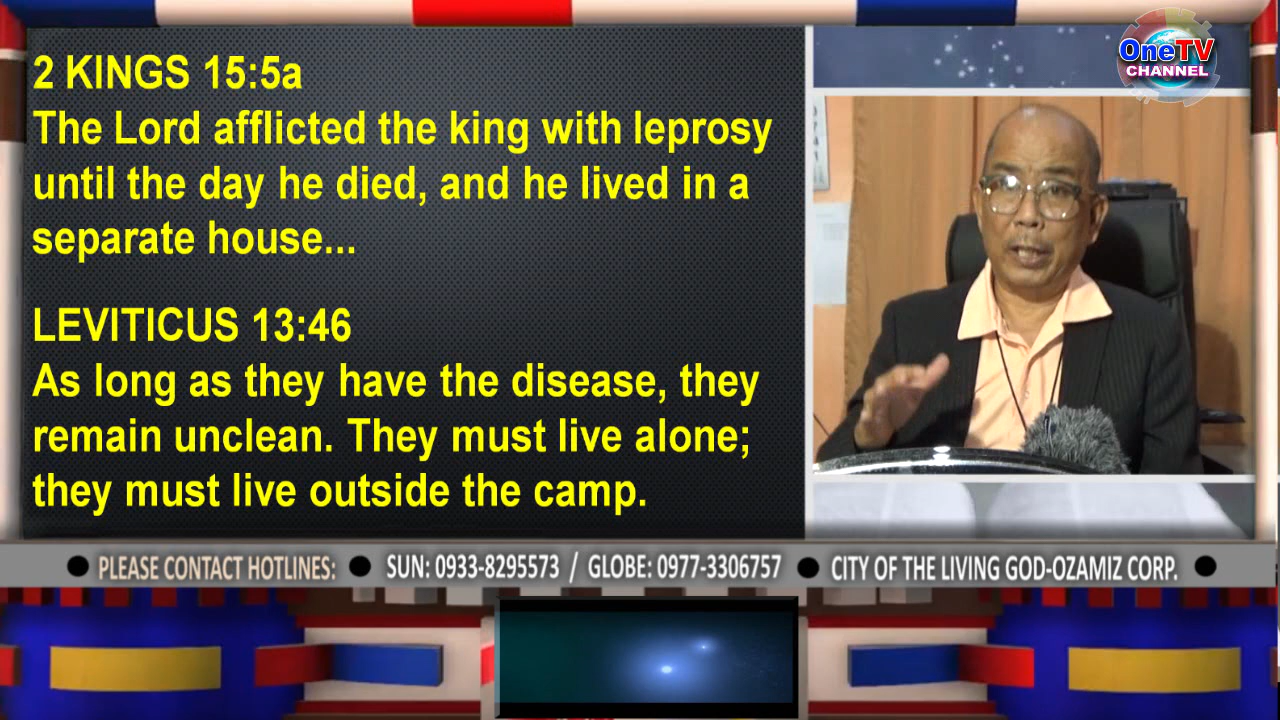 2 KINGS 15:5a
The Lord afflicted the king with leprosy
until the day he died, and he lived in a
separate house...
LEVITICUS 13:46
As long as they have the disease, they
remain unclean. They must live alone;
they must live outside the camp.
OneTV
CHANNEL
PLEASE CONTACT HOTLINES: ● SUN: 0933-8295573 / GLOBE: 0977-3306757 ● CITY OF THE LIVING GOD-OZAMIZ CORP. ●